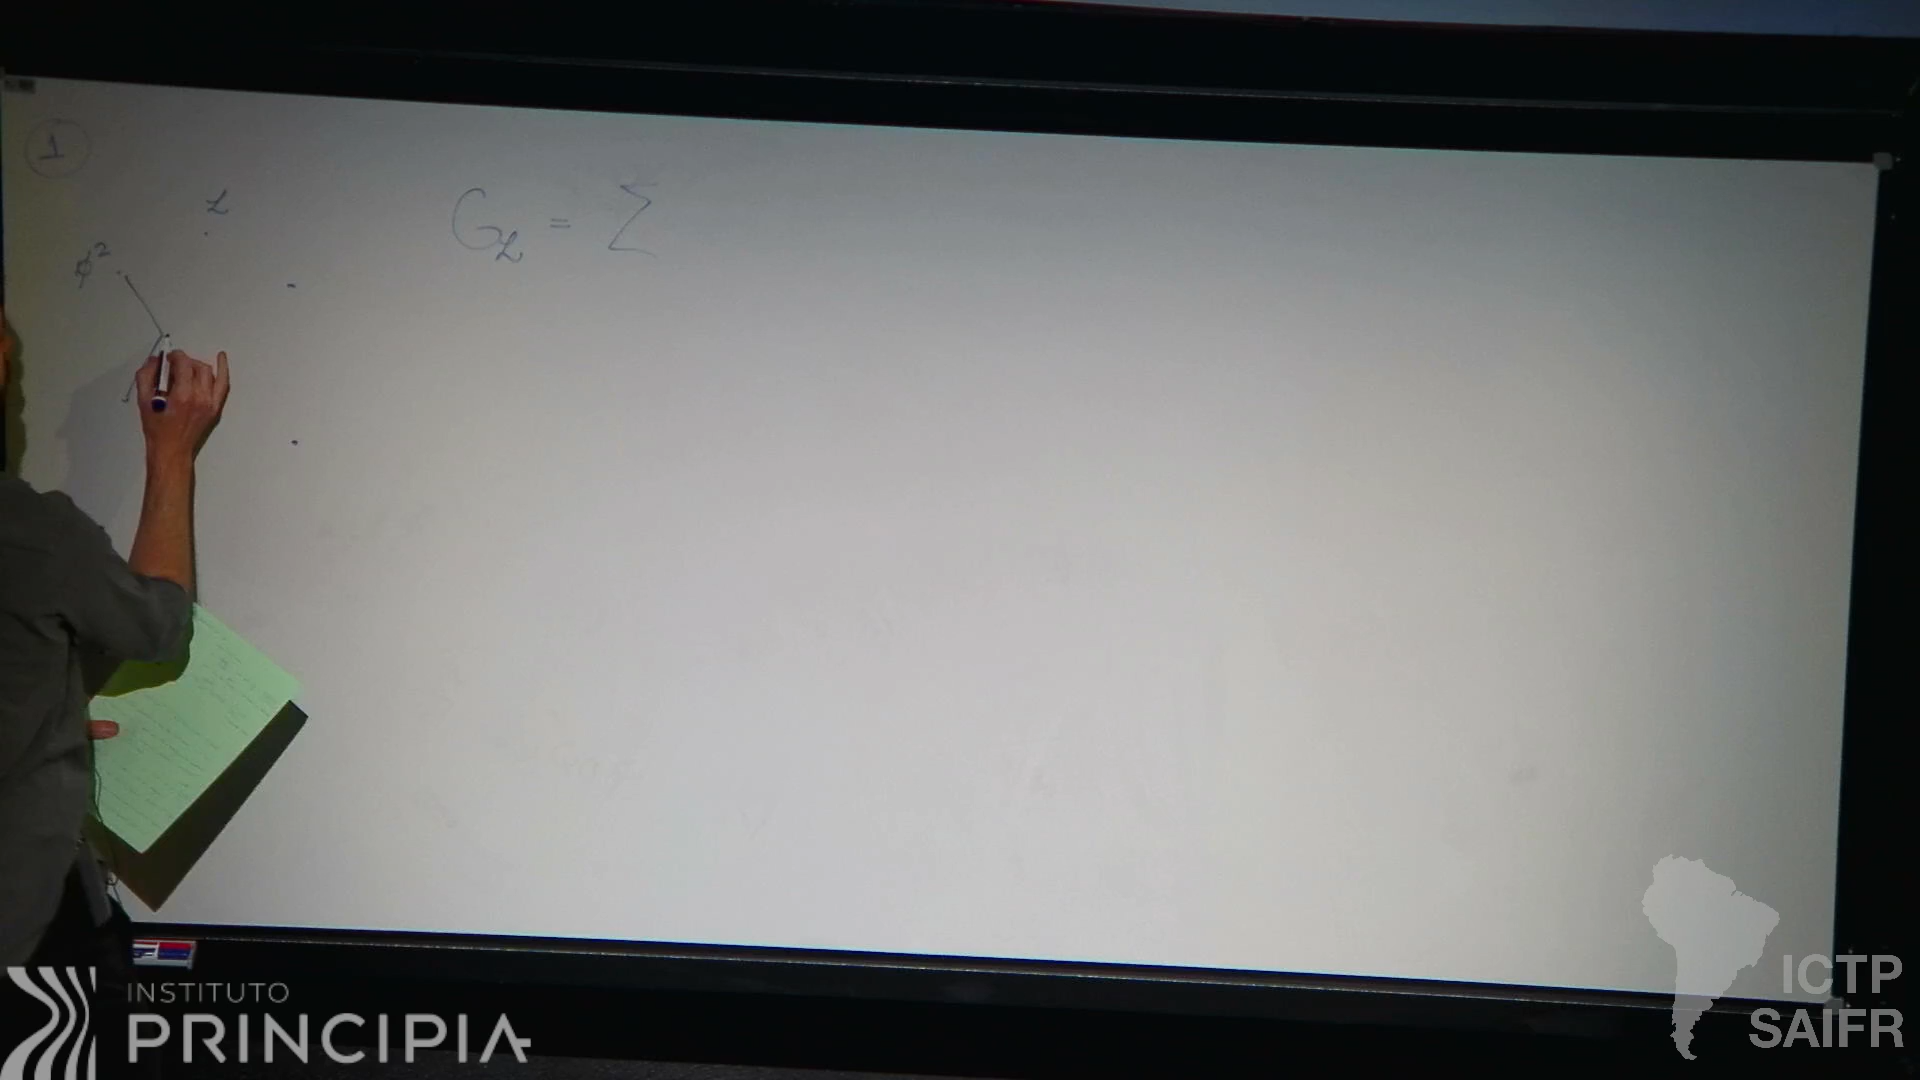 1
𝓛
G_𝓛 = Σ
ϕ²
INSTITUTO
PRINCIPIA
ICTP
SAIFR